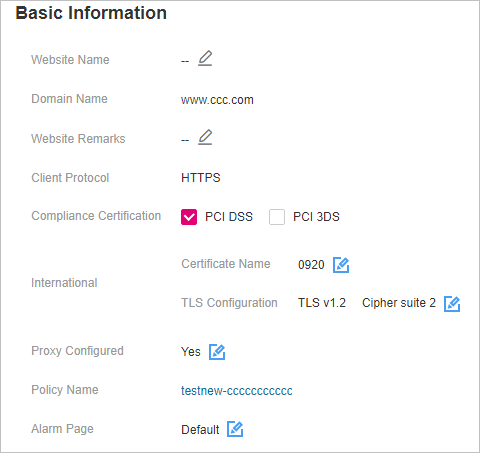 Basic Information
Website Name --
Domain Name www.ccc.com
Website Remarks --
Client Protocol HTTPS
Compliance Certification PCI DSS PCI 3DS
Certificate Name 0920
International
TLS Configuration TLS v1.2 Cipher suite 2
Proxy Configured Yes
Policy Name testnew-ccccccccccc
Alarm Page Default